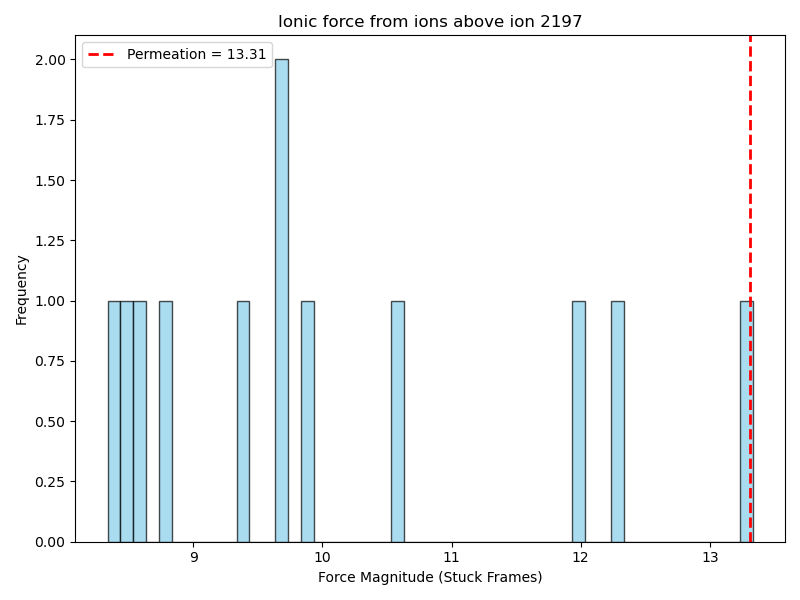 Ionic force from ions above ion 2197
Permeation = 13.31
2.00
1.75
1.50
1.25
1.00
0.75
0.50
0.25
0.00
Frequency
9 10 11 12 13
Force Magnitude (Stuck Frames)